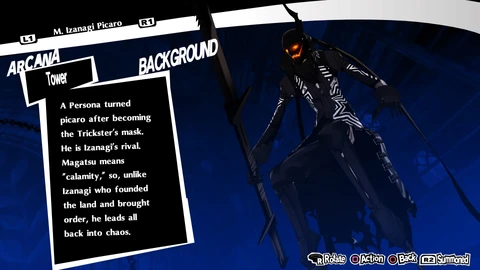 L1
M. Izanagi Picaro
R1
ARCANA
Tower
BACKGROUND
A Persona turned
picaro after becoming
the Trickster's mask.
He is Izanagi's rival.
Magatsu means
"calamity," so, unlike
Izanagi who founded
the land and brought
order, he leads all
back into chaos.
R Rotate Action Back R2 Summoned